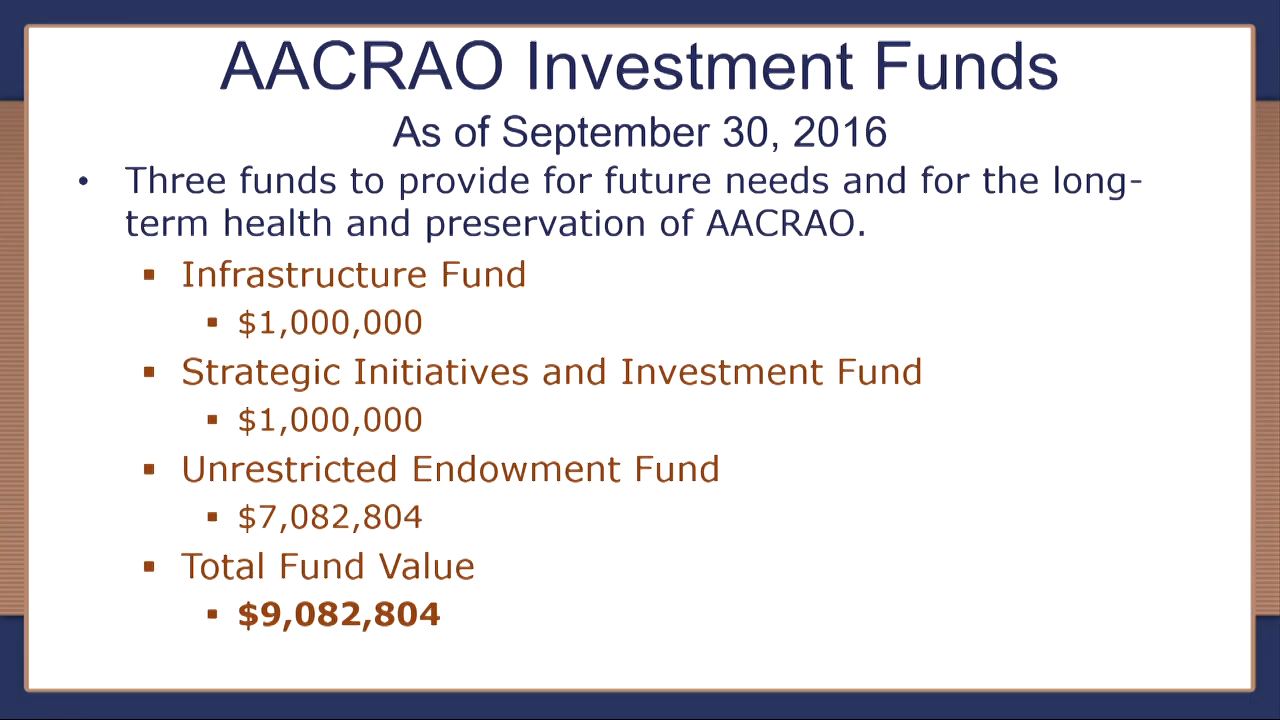 AACRAO Investment Funds
As of September 30, 2016
• Three funds to provide for future needs and for the long-
term health and preservation of AACRAO.
▪ Infrastructure Fund
▪ $1,000,000
▪ Strategic Initiatives and Investment Fund
▪ $1,000,000
▪ Unrestricted Endowment Fund
▪ $7,082,804
▪ Total Fund Value
▪ $9,082,804